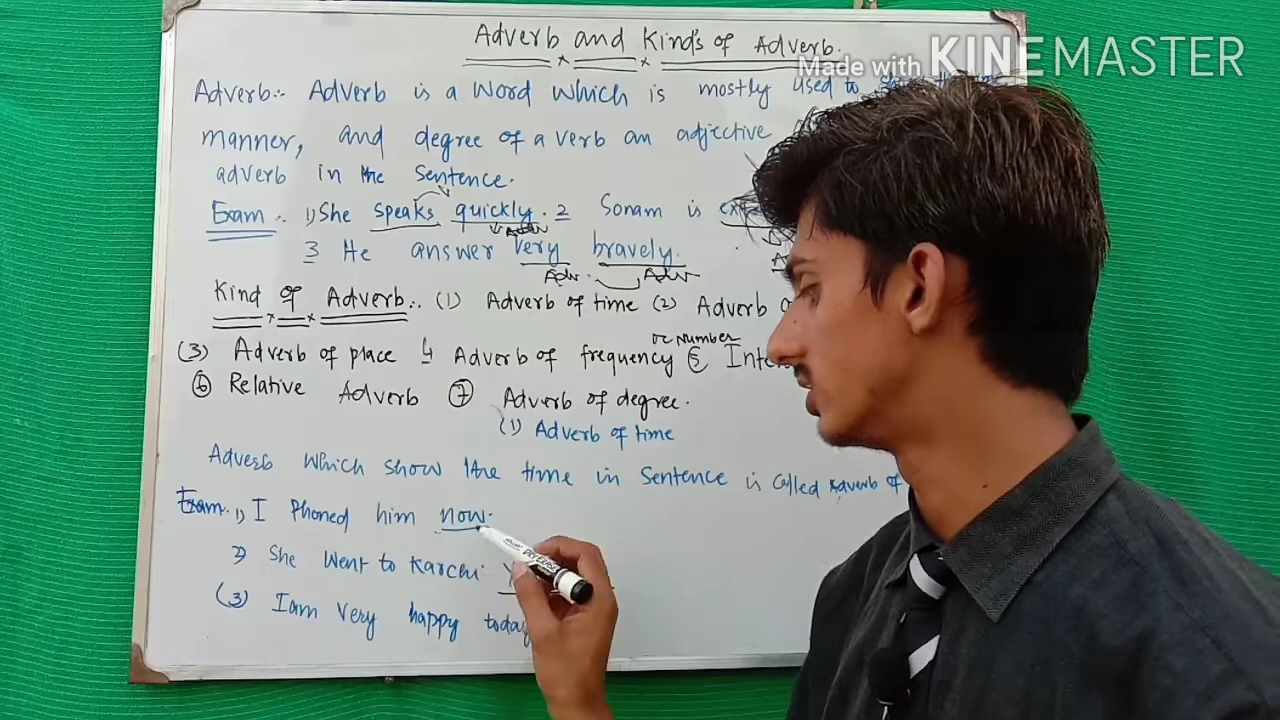 Adverb and Kind's of Adverb.
Made with KINEMASTER
Adverb:- Adverb is a Word which is mostly used to
manner, and degree of a verb an adjective
adverb in the Sentence.
Exam:. 1) She speaks quickly. 2 Sonam is
Adv
3 He answer very bravely.
Adv. Adv
Kind of Adverb:. (1) Adverb of time (2) Adverb
or number
(3) Adverb of place 4 Adverb of frequency 5
6 Relative Adverb 7 Adverb of degree.
(1) Adverb of time
Adverb which show the time in Sentence is called Adverb of
Exam:. 1) I Phoned him now.
2) She Went to Karchi
(3) I am very happy today
DRY ERASE